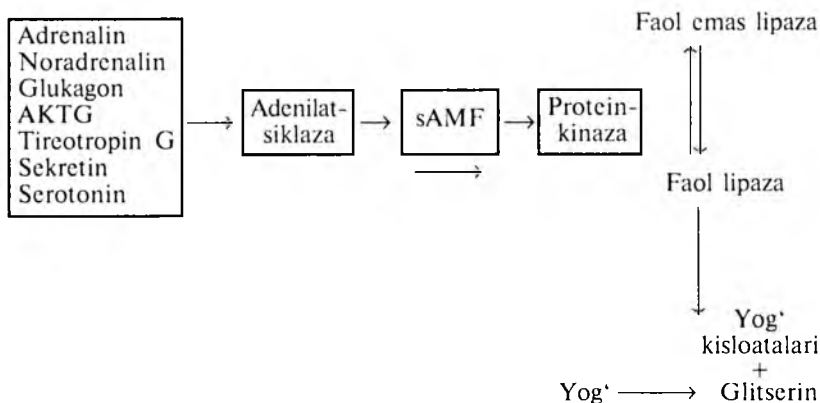 Adrenalin
Noradrenalin
Glukagon
AKTG
Tireotropin G
Sekretin
Serotonin
Adenilat-
siklaza
sAMF
Protein-
kinaza
Faol emas lipaza
Faol lipaza
Yog‘
kisloatalari
+
Yog‘
Glitserin